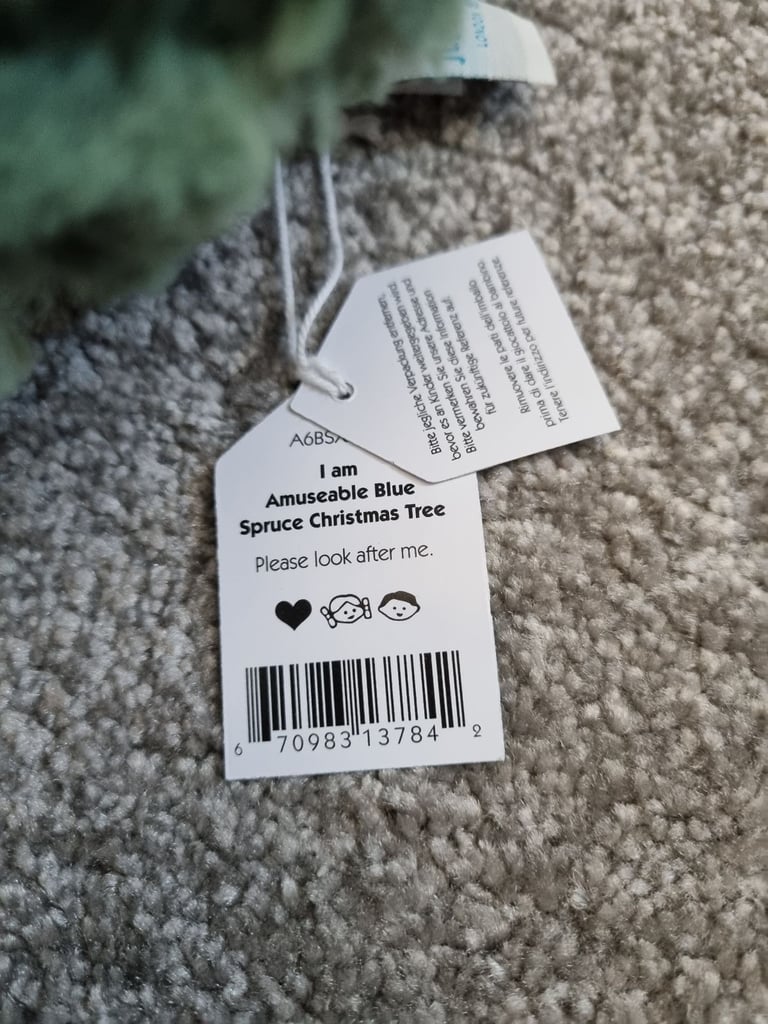 LONDON
Bitte jegliche Verpackung entfernen,
bevor es an Kinder weitergegeben wird.
Bitte vermerken Sie unsere Adresse und
bewahren Sie diese Information
für zukünftige Referenz auf.
Rimuovere le parti dell'imballo
prima di dare il giocattolo al bambino.
Tenere l'indirizzo per future referenze.
I am
Amuseable Blue
Spruce Christmas Tree
Please look after me.
6 70983 13784 2